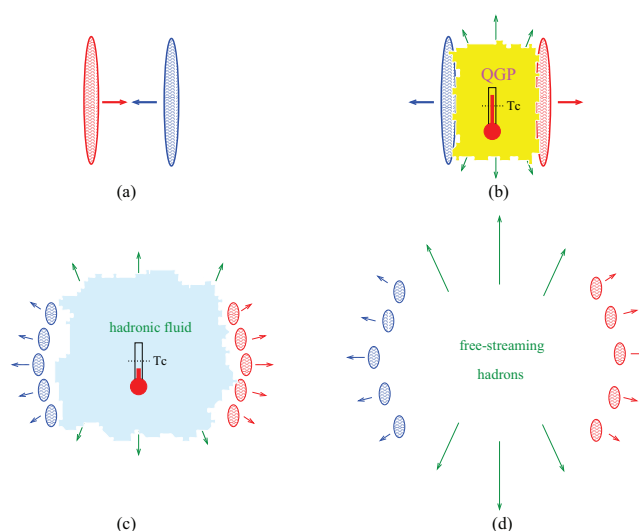 (a)
QGP
Tc
(b)
hadronic fluid
Tc
(c)
free-streaming
hadrons
(d)